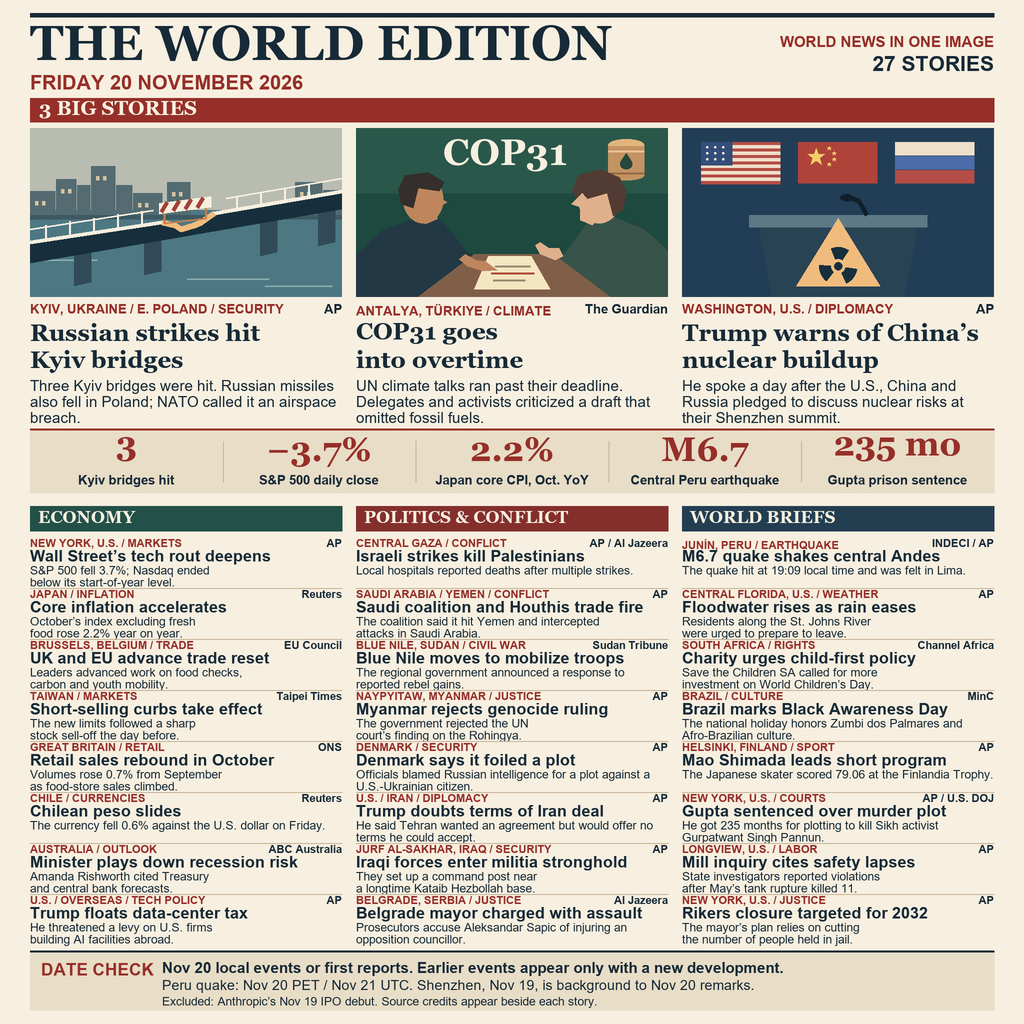 THE WORLD EDITION
WORLD NEWS IN ONE IMAGE
27 STORIES
FRIDAY 20 NOVEMBER 2026
3 BIG STORIES
COP31
KYIV, UKRAINE / E. POLAND / SECURITY AP
Russian strikes hit
Kyiv bridges
Three Kyiv bridges were hit. Russian missiles
also fell in Poland; NATO called it an airspace
breach.
ANTALYA, TÜRKIYE / CLIMATE The Guardian
COP31 goes
into overtime
UN climate talks ran past their deadline.
Delegates and activists criticized a draft that
omitted fossil fuels.
WASHINGTON, U.S. / DIPLOMACY AP
Trump warns of China's
nuclear buildup
He spoke a day after the U.S., China and
Russia pledged to discuss nuclear risks at
their Shenzhen summit.
3
Kyiv bridges hit
−3.7%
S&P 500 daily close
2.2%
Japan core CPI, Oct. YoY
M6.7
Central Peru earthquake
235 mo
Gupta prison sentence
ECONOMY
NEW YORK, U.S. / MARKETS AP
Wall Street's tech rout deepens
S&P 500 fell 3.7%; Nasdaq ended
below its start-of-year level.
JAPAN / INFLATION Reuters
Core inflation accelerates
October's index excluding fresh
food rose 2.2% year on year.
BRUSSELS, BELGIUM / TRADE EU Council
UK and EU advance trade reset
Leaders advanced work on food checks,
carbon and youth mobility.
TAIWAN / MARKETS Taipei Times
Short-selling curbs take effect
The new limits followed a sharp
stock sell-off the day before.
GREAT BRITAIN / RETAIL ONS
Retail sales rebound in October
Volumes rose 0.7% from September
as food-store sales climbed.
CHILE / CURRENCIES Reuters
Chilean peso slides
The currency fell 0.6% against the U.S. dollar on Friday.
AUSTRALIA / OUTLOOK ABC Australia
Minister plays down recession risk
Amanda Rishworth cited Treasury
and central bank forecasts.
U.S. / OVERSEAS / TECH POLICY AP
Trump floats data-center tax
He threatened a levy on U.S. firms
building AI facilities abroad.
POLITICS & CONFLICT
CENTRAL GAZA / CONFLICT AP / Al Jazeera
Israeli strikes kill Palestinians
Local hospitals reported deaths after multiple strikes.
SAUDI ARABIA / YEMEN / CONFLICT AP
Saudi coalition and Houthis trade fire
The coalition said it hit Yemen and intercepted
attacks in Saudi Arabia.
BLUE NILE, SUDAN / CIVIL WAR Sudan Tribune
Blue Nile moves to mobilize troops
The regional government announced a response to
reported rebel gains.
NAYPYITAW, MYANMAR / JUSTICE AP
Myanmar rejects genocide ruling
The government rejected the UN
court's finding on the Rohingya.
DENMARK / SECURITY AP
Denmark says it foiled a plot
Officials blamed Russian intelligence for a plot against a
U.S.-Ukrainian citizen.
U.S. / IRAN / DIPLOMACY AP
Trump doubts terms of Iran deal
He said Tehran wanted an agreement but would offer no
terms he could accept.
JURF AL-SAKHAR, IRAQ / SECURITY AP
Iraqi forces enter militia stronghold
They set up a command post near
a longtime Kataib Hezbollah base.
BELGRADE, SERBIA / JUSTICE Al Jazeera
Belgrade mayor charged with assault
Prosecutors accuse Aleksandar Sapic of injuring an
opposition councillor.
WORLD BRIEFS
JUNÍN, PERU / EARTHQUAKE INDECI / AP
M6.7 quake shakes central Andes
The quake hit at 19:09 local time and was felt in Lima.
CENTRAL FLORIDA, U.S. / WEATHER AP
Floodwater rises as rain eases
Residents along the St. Johns River
were urged to prepare to leave.
SOUTH AFRICA / RIGHTS Channel Africa
Charity urges child-first policy
Save the Children SA called for more
investment on World Children's Day.
BRAZIL / CULTURE MinC
Brazil marks Black Awareness Day
The national holiday honors Zumbi dos Palmares and
Afro-Brazilian culture.
HELSINKI, FINLAND / SPORT AP
Mao Shimada leads short program
The Japanese skater scored 79.06 at the Finlandia Trophy.
NEW YORK, U.S. / COURTS AP / U.S. DOJ
Gupta sentenced over murder plot
He got 235 months for plotting to kill Sikh activist
Gurpatwant Singh Pannun.
LONGVIEW, U.S. / LABOR AP
Mill inquiry cites safety lapses
State investigators reported violations
after May's tank rupture killed 11.
NEW YORK, U.S. / JUSTICE AP
Rikers closure targeted for 2032
The mayor's plan relies on cutting
the number of people held in jail.
DATE CHECK
Nov 20 local events or first reports. Earlier events appear only with a new development.
Peru quake: Nov 20 PET / Nov 21 UTC. Shenzhen, Nov 19, is background to Nov 20 remarks.
Excluded: Anthropic's Nov 19 IPO debut. Source credits appear beside each story.